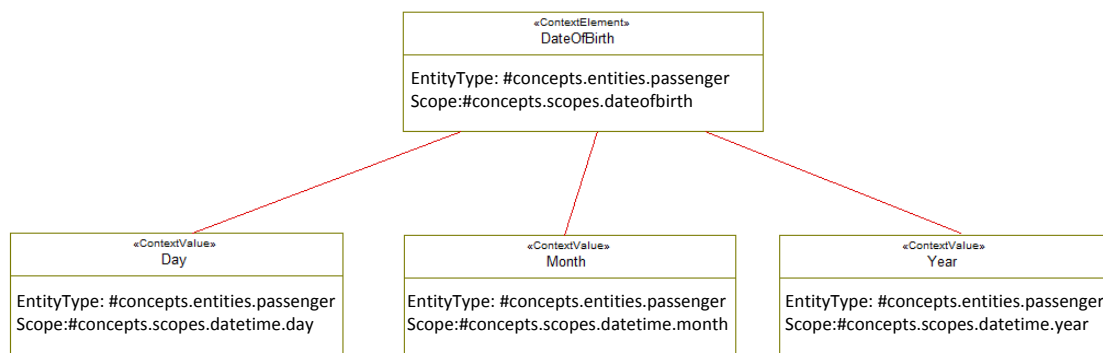 «ContextElement»
DateOfBirth
EntityType: #concepts.entities.passenger
Scope:#concepts.scopes.dateofbirth
«ContextValue»
Day
EntityType: #concepts.entities.passenger
Scope:#concepts.scopes.datetime.day
«ContextValue»
Month
EntityType: #concepts.entities.passenger
Scope:#concepts.scopes.datetime.month
«ContextValue»
Year
EntityType: #concepts.entities.passenger
Scope:#concepts.scopes.datetime.year